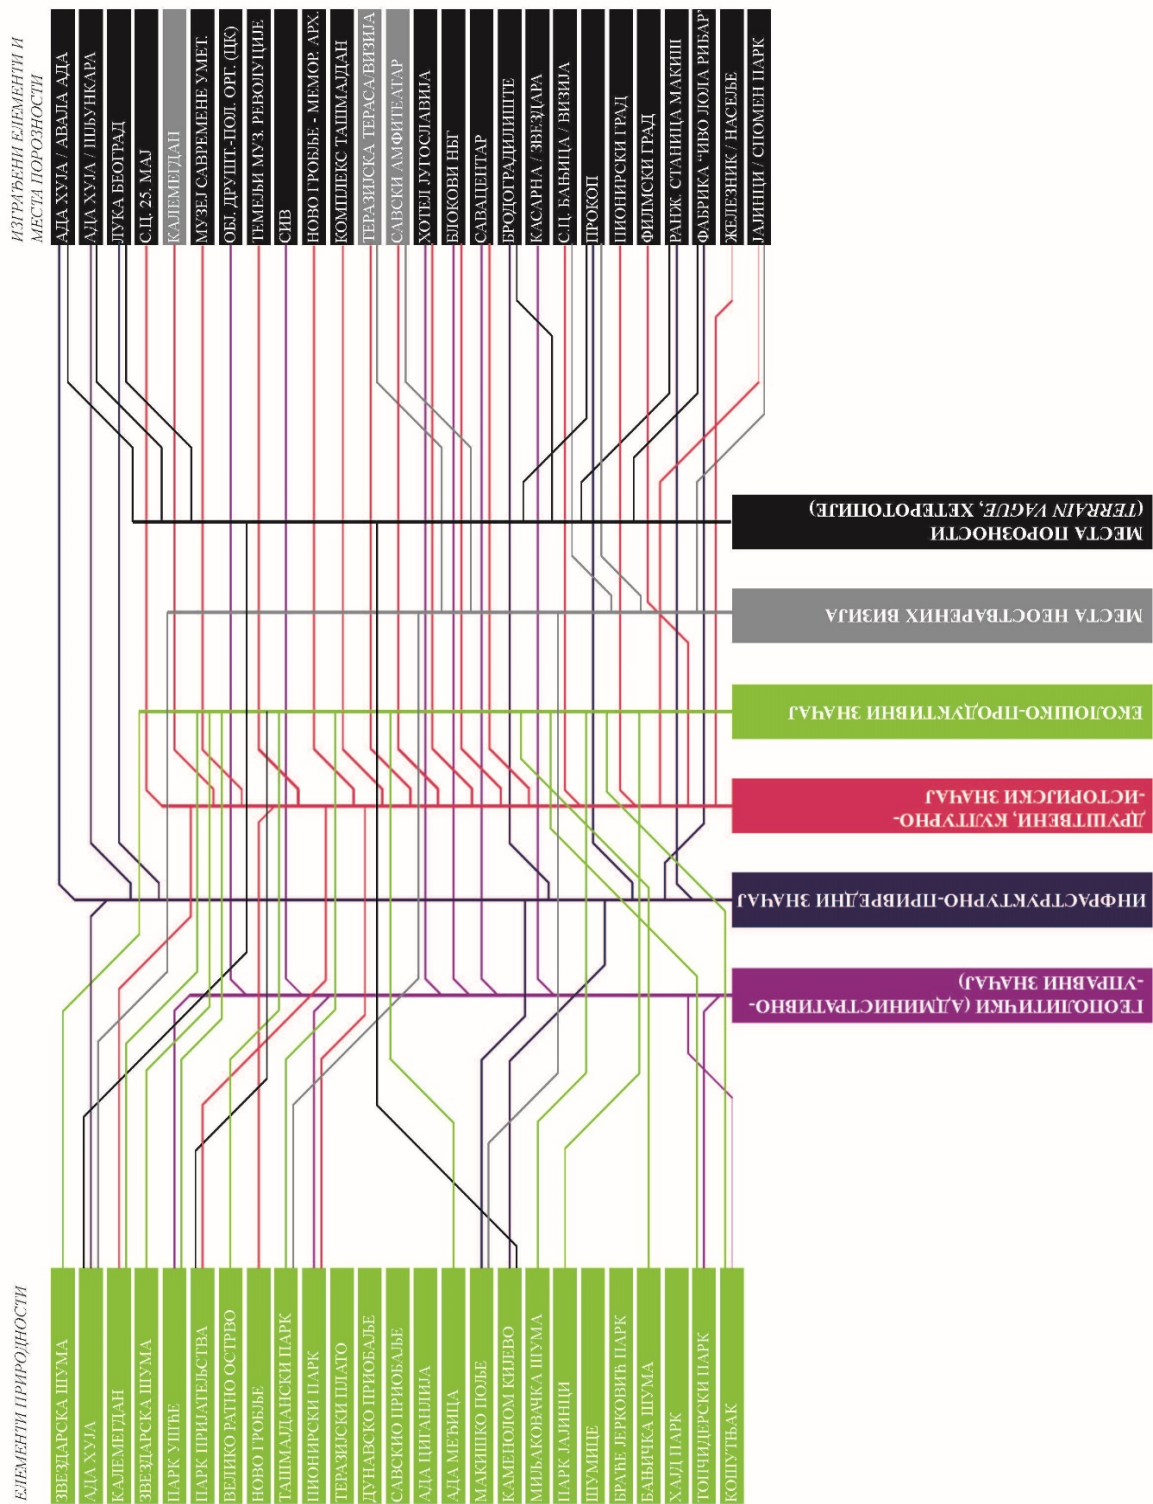 ИЗГРАЂЕНИ ЕЛЕМЕНТИ И
МЕСТА ПОРОЗНОСТИ
АДА ХУЈА / АВАЛА АДА
АДА ХУЈА / ШЉУНКАРА
ЛУКА БЕОГРАД
С.Ц. 25. МАЈ
КАЛЕМЕГДАН
МУЗЕЈ САВРЕМЕНЕ УМЕТ.
ОБЈ. ДРУШТ.-ПОЛ. ОРГ. (ЦК)
ТЕМЕЉИ МУЗ. РЕВОЛУЦИЈЕ
СИВ
НОВО ГРОБЉЕ - МЕМОР. АРХ.
КОМПЛЕКС ТАШМАЈДАН
ТЕРАЗИЈСКА ТЕРАСА/ВИЗИЈА
САВСКИ АМФИТЕАТАР
ХОТЕЛ ЈУГОСЛАВИЈА
БЛОКОВИ НБГ
САВАЦЕНТАР
БРОДОГРАДИЛИШТЕ
КАСАРНА / ЗВЕЗДАРА
С.Ц. БАЊИЦА / ВИЗИЈА
ПРОКОП
ПИОНИРСКИ ГРАД
ФИЛМСКИ ГРАД
РАНЖ. СТАНИЦА МАКИШ
ФАБРИКА "ИВО ЛОЛА РИБАР"
ЖЕЛЕЗНИК / НАСЕЉЕ
ЈАЈИНЦИ / СПОМЕН ПАРК
МЕСТА ПОРОЗНОСТИ
(TERRAIN VAGUE, ХЕТЕРОТОПИЈЕ)
МЕСТА НЕОСТВАРЕНИХ ВИЗИЈА
ЕКОЛОШКО-ПРОДУКТИВНИ ЗНАЧАЈ
ДРУШТВЕНИ, КУЛТУРНО-
-ИСТОРИЈСКИ ЗНАЧАЈ
ИНФРАСТРУКТУРНО-ПРИВРЕДНИ ЗНАЧАЈ
ГЕОПОЛИТИЧКИ (АДМИНИСТРАТИВНО-
-УПРАВНИ ЗНАЧАЈ)
ЕЛЕМЕНТИ ПРИРОДНОСТИ
ЗВЕЗДАРСКА ШУМА
АДА ХУЈА
КАЛЕМЕГДАН
ЗВЕЗДАРСКА ШУМА
ПАРК УШЋЕ
ПАРК ПРИЈАТЕЉСТВА
ВЕЛИКО РАТНО ОСТРВО
НОВО ГРОБЉЕ
ТАШМАЈДАНСКИ ПАРК
ПИОНИРСКИ ПАРК
ТЕРАЗИЈСКИ ПЛАТО
ДУНАВСКО ПРИОБАЉЕ
САВСКИО ПРИОБАЉЕ
АДА ЦИГАНЛИЈА
АДА МЕЂИЦА
МАКИШКО ПОЉЕ
КАМЕНОЛОМ КИЈЕВО
МИЉАКОВАЧКА ШУМА
ПАРК ЈАЈИНЦИ
ШУМИЦЕ
БРАЋЕ ЈЕРКОВИЋ ПАРК
БАЊИЧКА ШУМА
ХАЈД ПАРК
ТОПЧИДЕРСКИ ПАРК
КОШУТЊАК